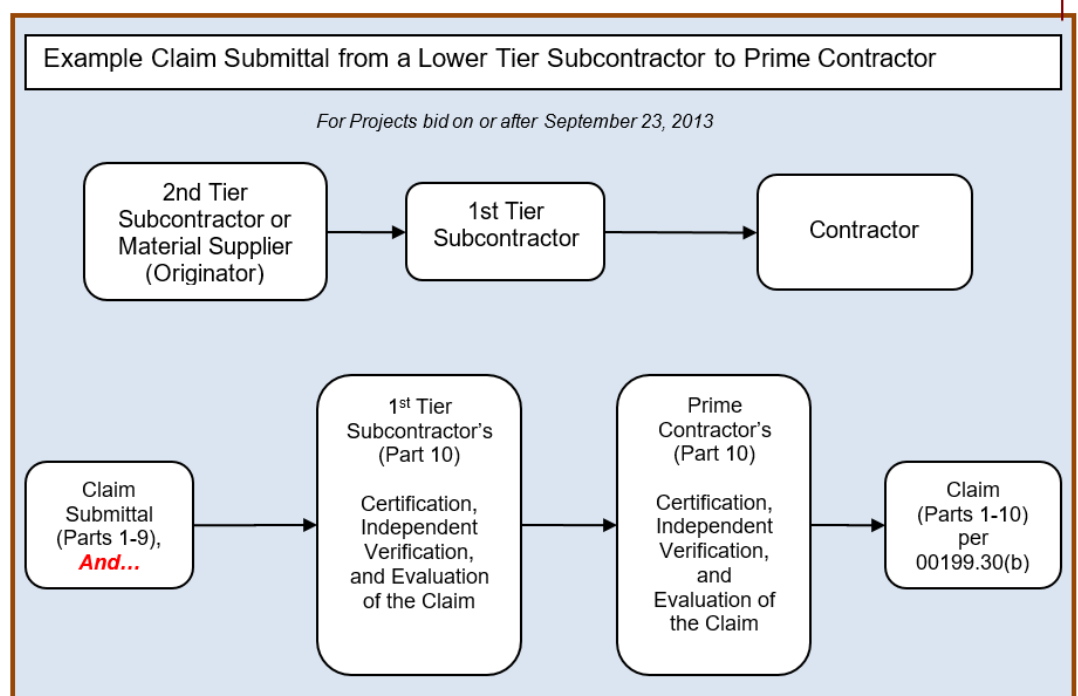 Example Claim Submittal from a Lower Tier Subcontractor to Prime Contractor
For Projects bid on or after September 23, 2013
2nd Tier
Subcontractor or
Material Supplier
(Originator)
1st Tier
Subcontractor
Contractor
Claim
Submittal
(Parts 1-9),
And...
1st Tier
Subcontractor's
(Part 10)
Certification,
Independent
Verification,
and Evaluation
of the Claim
Prime
Contractor's
(Part 10)
Certification,
Independent
Verification,
and
Evaluation of
the Claim
Claim
(Parts 1-10)
per
00199.30(b)